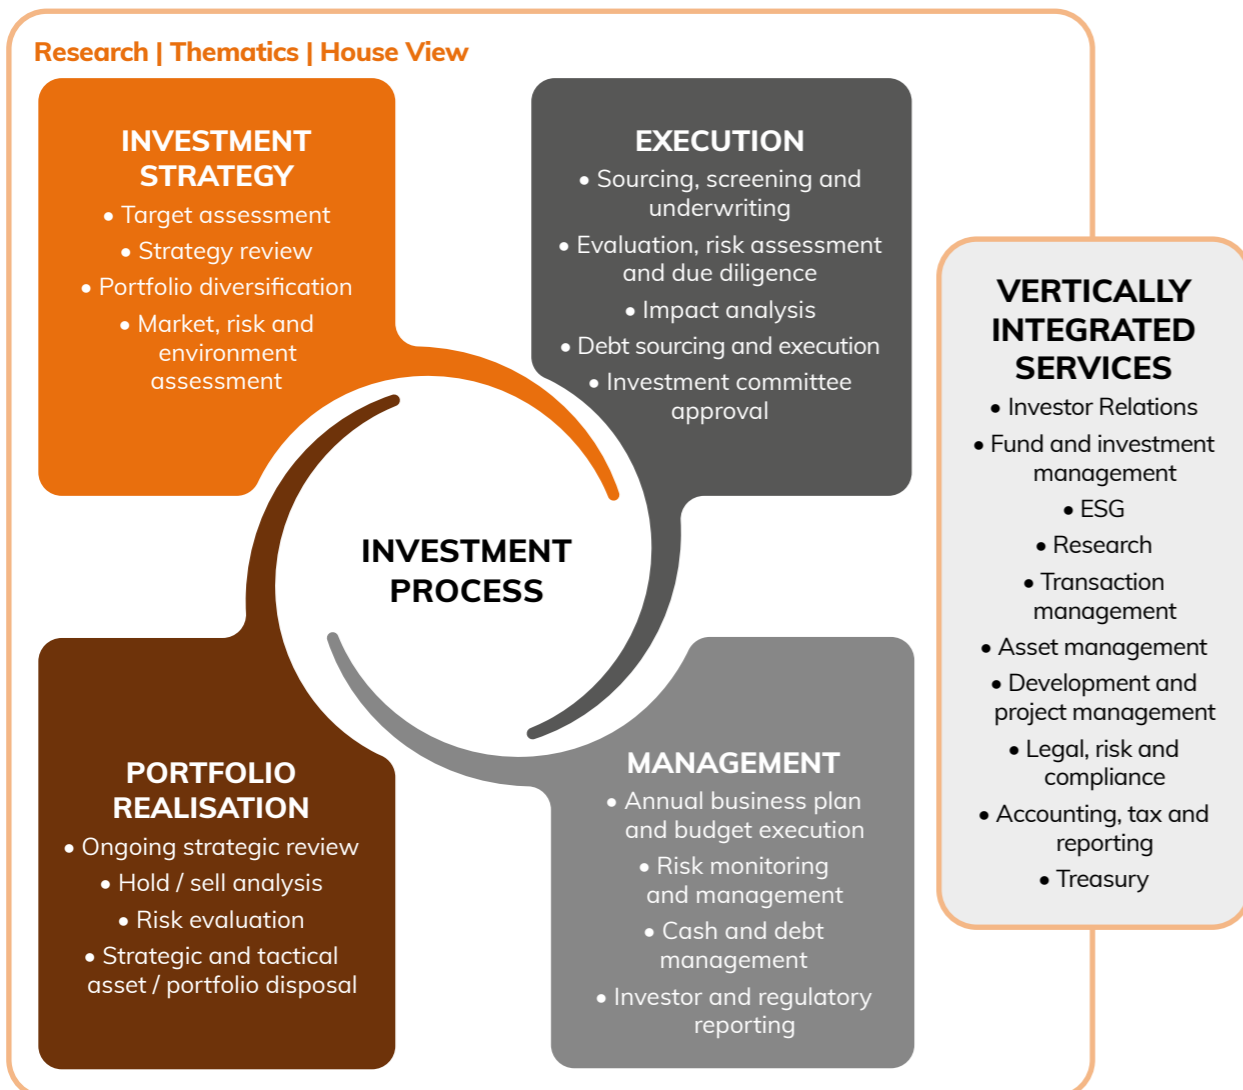 Research | Thematics | House View
INVESTMENT
STRATEGY
• Target assessment
• Strategy review
• Portfolio diversification
• Market, risk and
environment
assessment
EXECUTION
• Sourcing, screening and
underwriting
• Evaluation, risk assessment
and due diligence
• Impact analysis
• Debt sourcing and execution
• Investment committee
approval
INVESTMENT
PROCESS
PORTFOLIO
REALISATION
• Ongoing strategic review
• Hold / sell analysis
• Risk evaluation
• Strategic and tactical
asset / portfolio disposal
MANAGEMENT
• Annual business plan
and budget execution
• Risk monitoring
and management
• Cash and debt
management
• Investor and regulatory
reporting
VERTICALLY
INTEGRATED
SERVICES
• Investor Relations
• Fund and investment
management
• ESG
• Research
• Transaction
management
• Asset management
• Development and
project management
• Legal, risk and
compliance
• Accounting, tax and
reporting
• Treasury